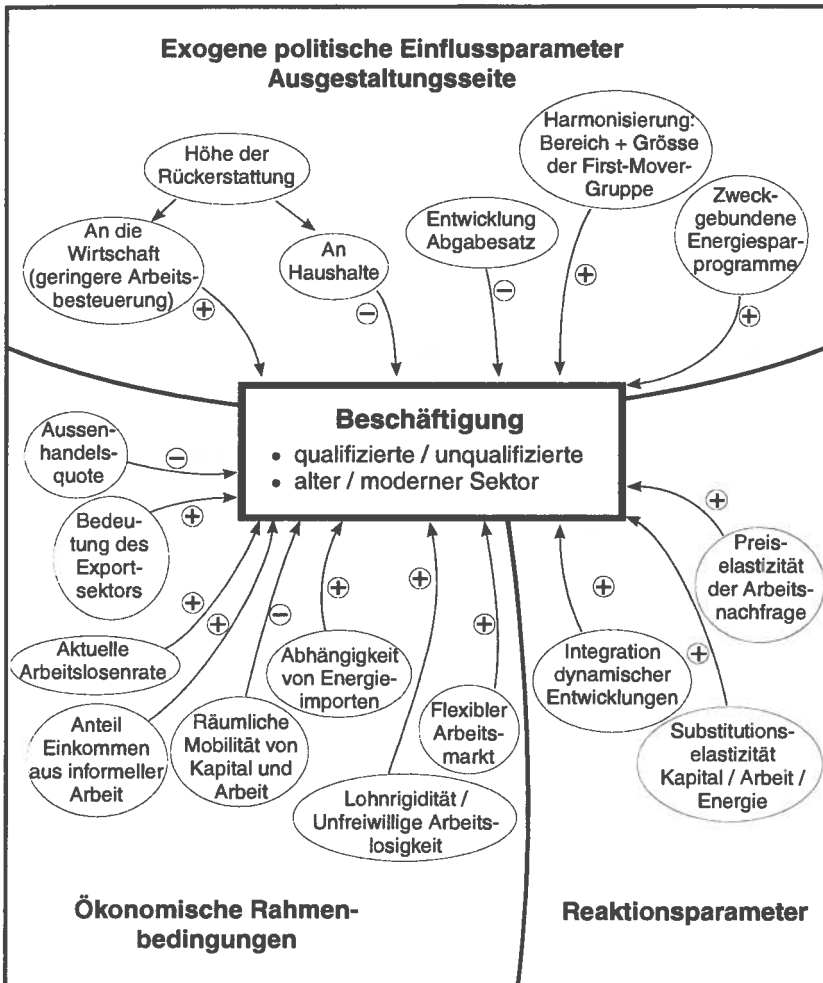 Exogene politische Einflussparameter
Ausgestaltungsseite
Höhe der
Rückerstattung
An die
Wirtschaft
(geringere Arbeits-
besteuerung)
+
An
Haushalte
−
Entwicklung
Abgabesatz
−
Harmonisierung:
Bereich + Grösse
der First-Mover-
Gruppe
+
Zweck-
gebundene
Energiespar-
programme
+
Beschäftigung
• qualifizierte / unqualifizierte
• alter / moderner Sektor
Aussen-
handels-
quote
−
Bedeu-
tung des
Export-
sektors
+
Aktuelle
Arbeitslosenrate
+
Anteil
Einkommen
aus informeller
Arbeit
+
Räumliche
Mobilität von
Kapital und
Arbeit
−
Abhängigkeit
von Energie-
importen
+
Lohnrigidität /
Unfreiwillige Arbeits-
losigkeit
+
Flexibler
Arbeits-
markt
+
Integration
dynamischer
Entwicklungen
+
Preis-
elastizität
der Arbeits-
nachfrage
+
Substitutions-
elastizität
Kapital / Arbeit /
Energie
+
Ökonomische Rahmen-
bedingungen
Reaktionsparameter